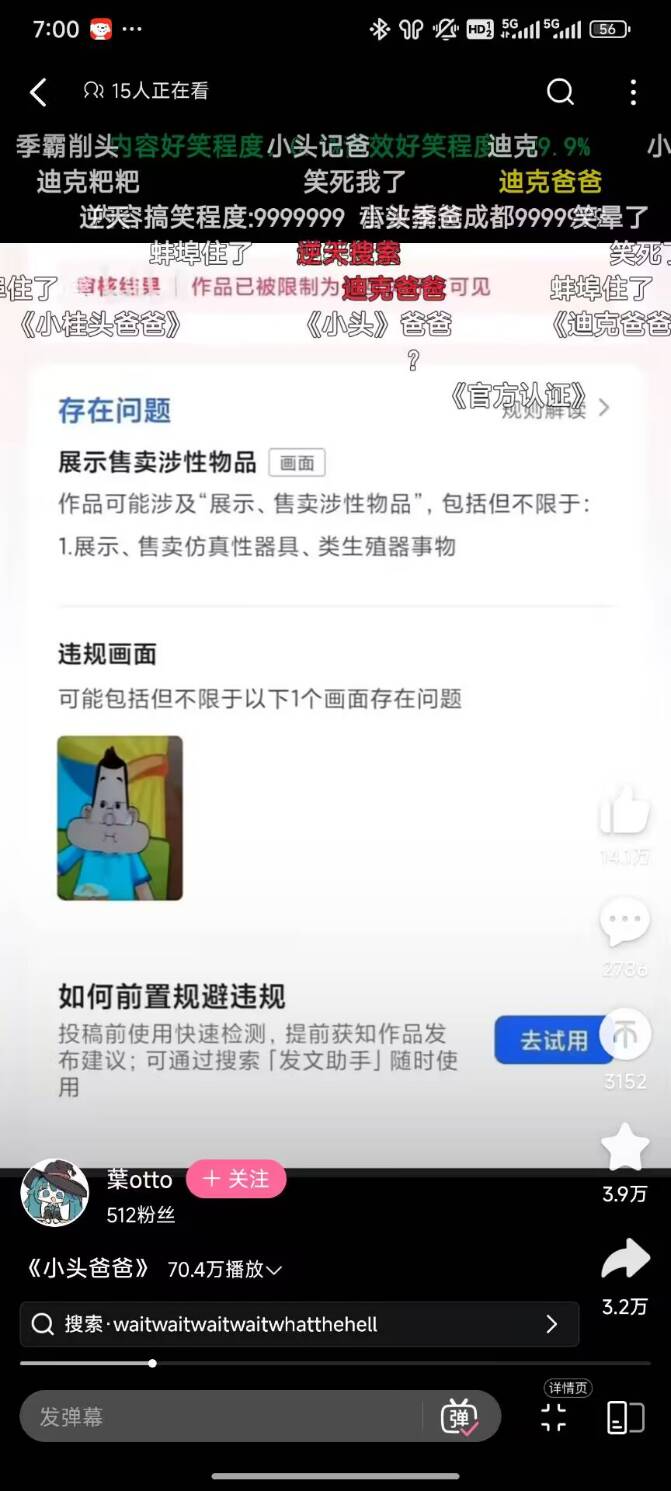 7:00
HD 1 2
5G
5G
56
15人正在看
季霸削头 内容好笑程度 小头记爸 效好笑程度 迪克 9.9% 小
迪克粑粑 笑死我了 迪克爸爸
逆天 内容搞笑程度:9999999 小头爸爸 成都9999 笑晕了
蚌埠住了 逆天搜索 笑死了
埠住了 审核结果 作品已被限制为 迪克爸爸 可见 蚌埠住了
《小桂头爸爸》 《小头》爸爸 《迪克爸爸
?
《官方认证》
存在问题 规则解读
展示售卖涉性物品 画面
作品可能涉及“展示、售卖涉性物品”，包括但不限于：
1.展示、售卖仿真性器具、类生殖器事物
违规画面
可能包括但不限于以下1个画面存在问题
14.1万
2786
如何前置规避违规
投稿前使用快速检测，提前获知作品发
布建议；可通过搜索「发文助手」随时使
用
去试用
3152
葉otto
+ 关注
512粉丝
3.9万
《小头爸爸》 70.4万播放
3.2万
搜索·waitwaitwaitwaitwhatthehell
发弹幕
弹
详情页